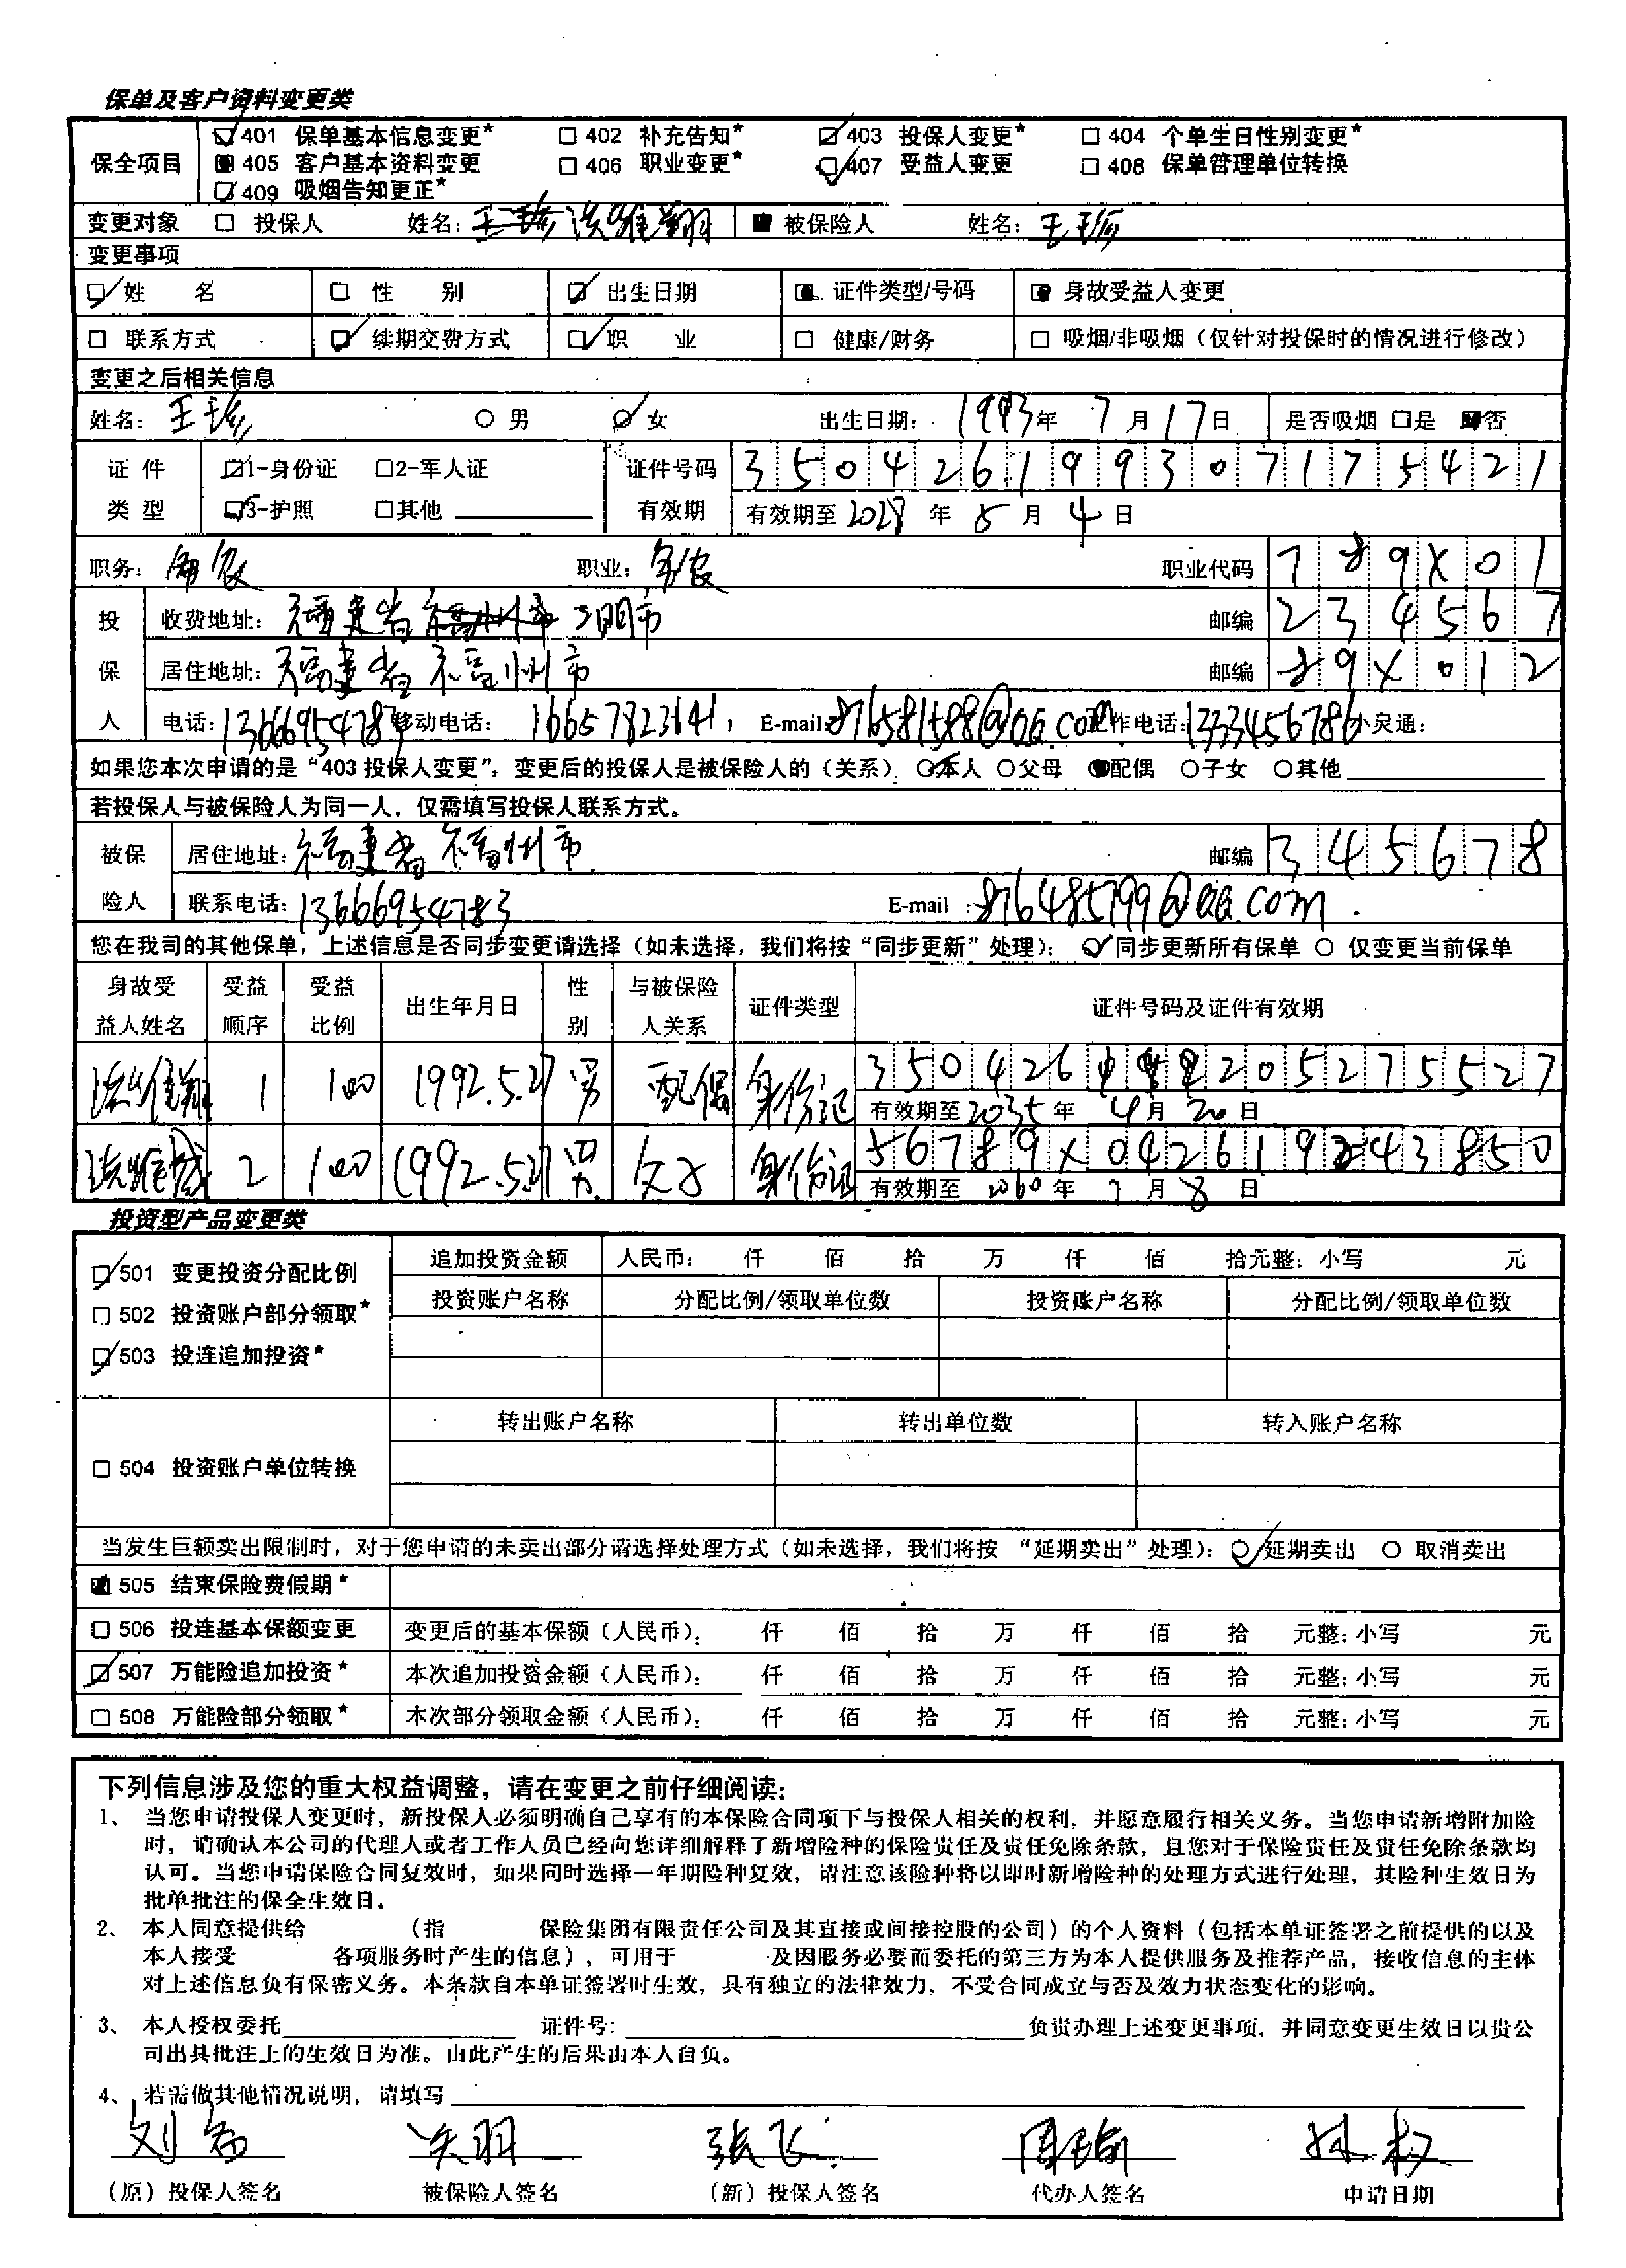 保单及客户资料变更类
保全项目
401 保单基本信息变更* 402 补充告知* 403 投保人变更* 404 个单生日性别变更*
405 客户基本资料变更 406 职业变更* 407 受益人变更 408 保单管理单位转换
409 吸烟告知更正*
变更对象 投保人 姓名: 被保险人 姓名:
变更事项
姓 名 性 别 出生日期 证件类型/号码 身故受益人变更
联系方式 续期交费方式 职 业 健康/财务 吸烟/非吸烟(仅针对投保时的情况进行修改)
变更之后相关信息
姓名: 男 女 出生日期: 1993年 7月17日 是否吸烟 是 否
证件类型 1-身份证 2-军人证 证件号码 350426199307175421
3-护照 其他 有效期 有效期至2028年8月4日
职务: 务农 职业: 务农 职业代码 789X01
投保人 收费地址: 福建省 三明市 邮编 234567
居住地址: 福建省福州市 邮编 89X012
电话: 13666954783 移动电话: 16657823641 E-mail: 876581588@QQ.com 工作电话: 1333456786 小灵通:
如果您本次申请的是“403 投保人变更”,变更后的投保人是被保险人的(关系) 本人 父母 配偶 子女 其他
若投保人与被保险人为同一人,仅需填写投保人联系方式。
被保险人 居住地址: 福建省福州市 邮编 345678
联系电话: 13666954783 E-mail: 876485799@QQ.com.
您在我司的其他保单,上述信息是否同步变更请选择(如未选择,我们将按“同步更新”处理): 同步更新所有保单 仅变更当前保单
身故受益人姓名 受益顺序 受益比例 出生年月日 性别 与被保险人关系 证件类型 证件号码及证件有效期
1 100 1992.5.27 男 配偶 身份证 350426199205275527
有效期至2035年 4月20日
2 100 1992.5.27 男 身份证 56789X042619243850
有效期至 2060年 7月8日
投资型产品变更类
501 变更投资分配比例 追加投资金额 人民币: 仟 佰 拾 万 仟 佰 拾元整;小写 元
502 投资账户部分领取* 投资账户名称 分配比例/领取单位数 投资账户名称 分配比例/领取单位数
503 投连追加投资*
504 投资账户单位转换 转出账户名称 转出单位数 转入账户名称
当发生巨额卖出限制时,对于您申请的未卖出部分请选择处理方式(如未选择,我们将按 “延期卖出”处理): 延期卖出 取消卖出
505 结束保险费假期*
506 投连基本保额变更 变更后的基本保额(人民币): 仟 佰 拾 万 仟 佰 拾 元整;小写 元
507 万能险追加投资* 本次追加投资金额(人民币): 仟 佰 拾 万 仟 佰 拾 元整;小写 元
508 万能险部分领取* 本次部分领取金额(人民币): 仟 佰 拾 万 仟 佰 拾 元整;小写 元
下列信息涉及您的重大权益调整,请在变更之前仔细阅读:
1、当您申请投保人变更时,新投保人必须明确自己享有的本保险合同项下与投保人相关的权利,并愿意履行相关义务。当您申请新增附加险
时,请确认本公司的代理人或者工作人员已经向您详细解释了新增险种的保险责任及责任免除条款,且您对于保险责任及责任免除条款均
认可。当您申请保险合同复效时,如果同时选择一年期险种复效,请注意该险种将以即时新增险种的处理方式进行处理,其险种生效日为
批单批注的保全生效日。
2、本人同意提供给 (指 保险集团有限责任公司及其直接或间接控股的公司)的个人资料(包括本单证签署之前提供的以及
本人接受 各项服务时产生的信息),可用于 及因服务必要而委托的第三方为本人提供服务及推荐产品,接收信息的主体
对上述信息负有保密义务。本条款自本单证签署时生效,具有独立的法律效力,不受合同成立与否及效力状态变化的影响。
3、本人授权委托 证件号: 负责办理上述变更事项,并同意变更生效日以贵公
司出具批注上的生效日为准。由此产生的后果由本人自负。
4、若需做其他情况说明,请填写
刘备 关羽 张飞 周瑜 孙权
(原)投保人签名 被保险人签名 (新)投保人签名 代办人签名 申请日期